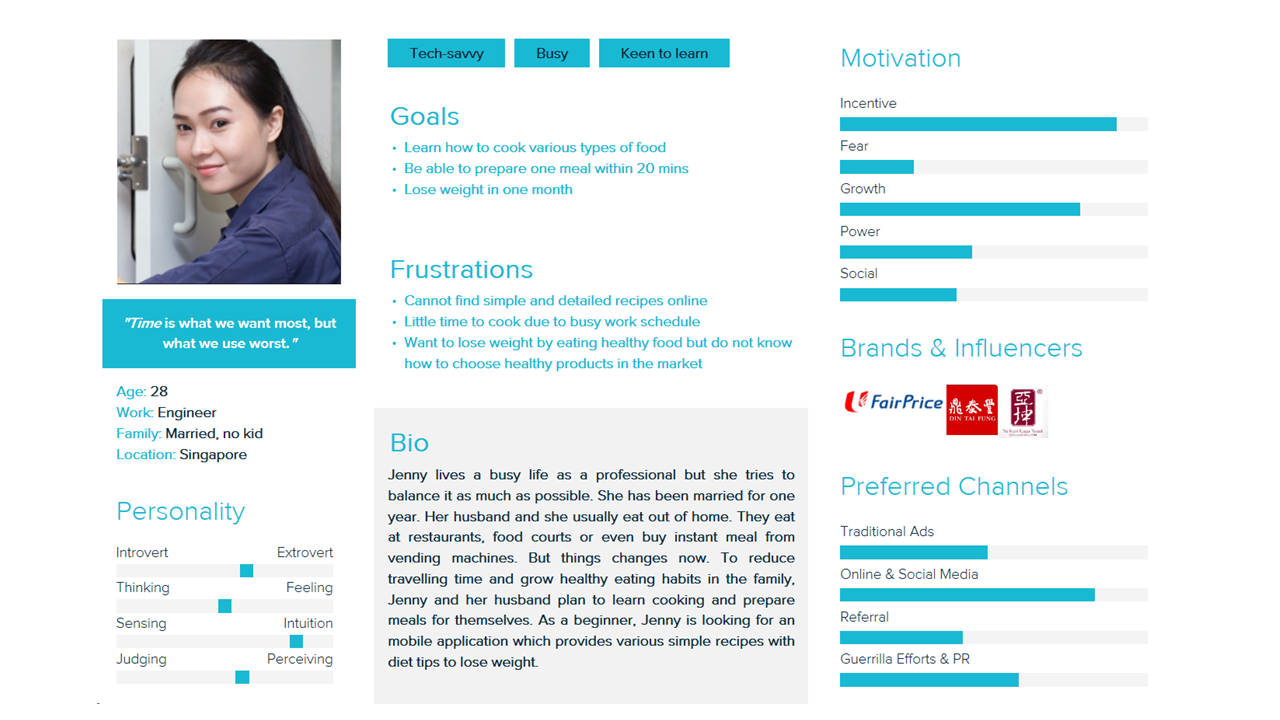 Tech-savvy
Busy
Keen to learn
"Time is what we want most, but
what we use worst."
Age: 28
Work: Engineer
Family: Married, no kid
Location: Singapore
Personality
Introvert Extrovert
Thinking Feeling
Sensing Intuition
Judging Perceiving
Goals
• Learn how to cook various types of food
• Be able to prepare one meal within 20 mins
• Lose weight in one month
Frustrations
• Cannot find simple and detailed recipes online
• Little time to cook due to busy work schedule
• Want to lose weight by eating healthy food but do not know
how to choose healthy products in the market
Bio
Jenny lives a busy life as a professional but she tries to
balance it as much as possible. She has been married for one
year. Her husband and she usually eat out of home. They eat
at restaurants, food courts or even buy instant meal from
vending machines. But things changes now. To reduce
travelling time and grow healthy eating habits in the family,
Jenny and her husband plan to learn cooking and prepare
meals for themselves. As a beginner, Jenny is looking for an
mobile application which provides various simple recipes with
diet tips to lose weight.
Motivation
Incentive
Fear
Growth
Power
Social
Brands & Influencers
FairPrice
鼎泰豐
DIN TAI FUNG
亞坤
®
Preferred Channels
Traditional Ads
Online & Social Media
Referral
Guerrilla Efforts & PR